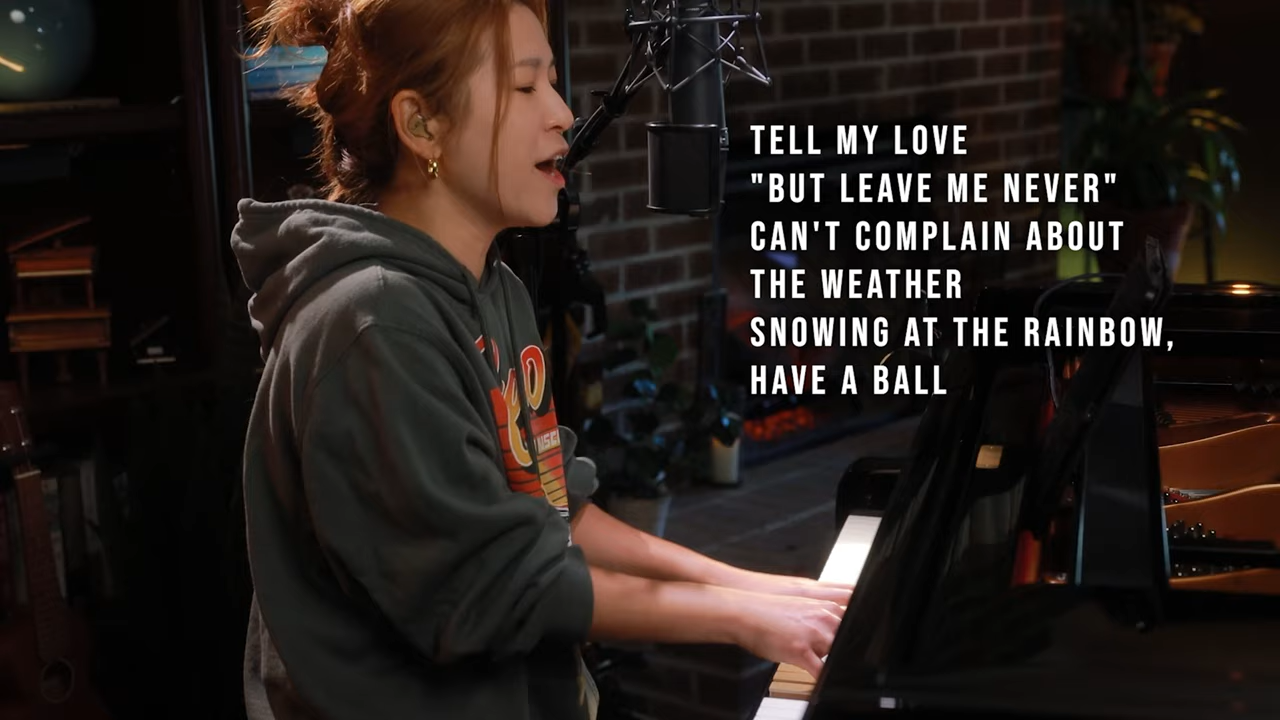 TELL MY LOVE
"BUT LEAVE ME NEVER"
CAN'T COMPLAIN ABOUT
THE WEATHER
SNOWING AT THE RAINBOW,
HAVE A BALL